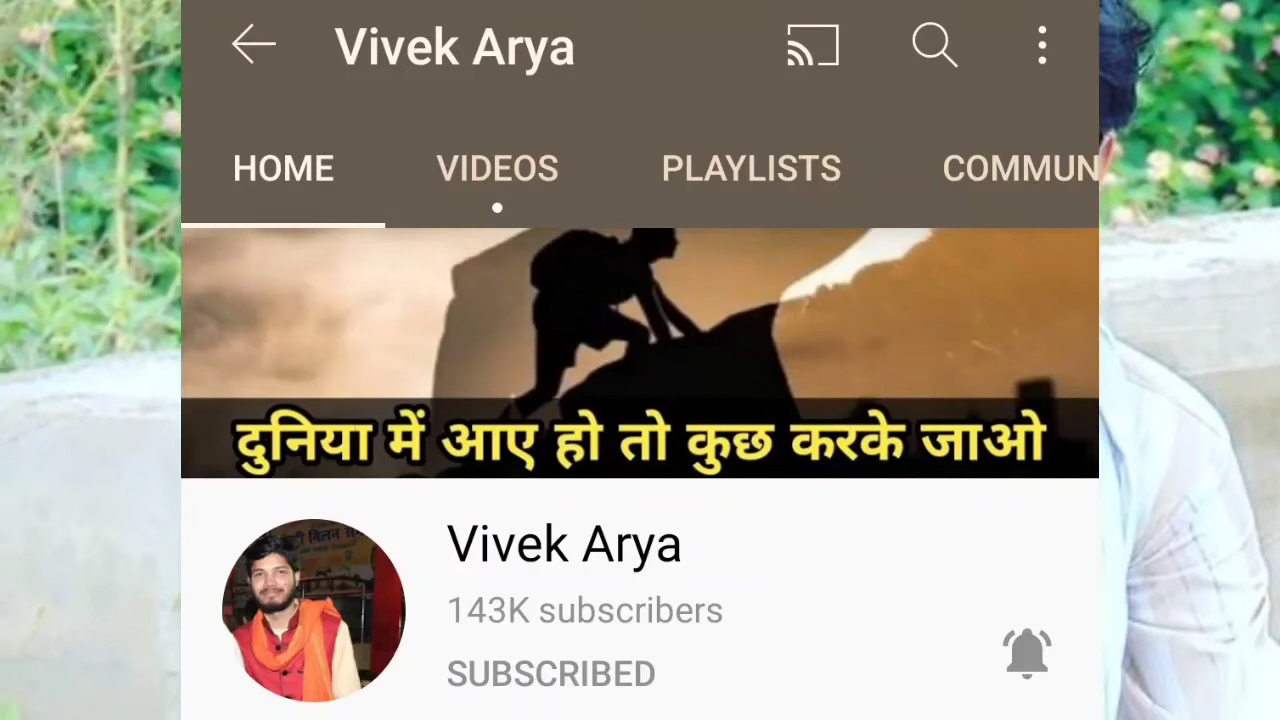 Vivek Arya
HOME VIDEOS PLAYLISTS COMMUN
दुनिया में आए हो तो कुछ करके जाओ
Vivek Arya
143K subscribers
SUBSCRIBED